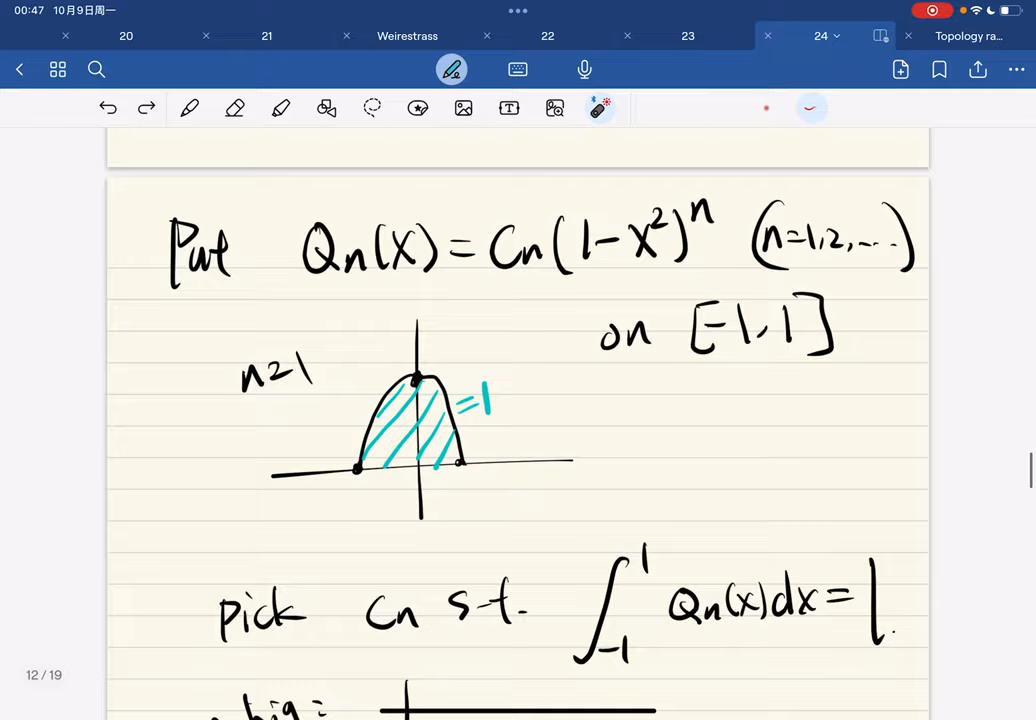 00:47 10月9日周一
20 21 Weirestrass 22 23 24 Topology ra...
Put Qn(x) = Cn(1-x²)ⁿ (n=1,2,....)
on [-1,1]
n=1
=1
pick Cn s.t. ∫₋₁¹ Qn(x)dx = 1.
12 / 19
big: